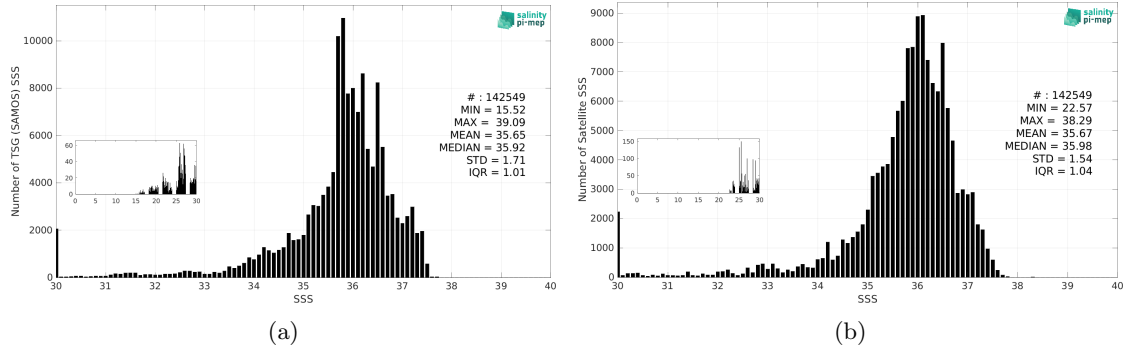 salinity
pi-mep
10000
8000
6000
4000
2000
0
Number of TSG (SAMOS) SSS
# : 142549
MIN = 15.52
MAX = 39.09
MEAN = 35.65
MEDIAN = 35.92
STD = 1.71
IQR = 1.01
60
40
20
0
0 5 10 15 20 25 30
30 31 32 33 34 35 36 37 38 39 40
SSS
(a)
salinity
pi-mep
9000
8000
7000
6000
5000
4000
3000
2000
1000
0
Number of Satellite SSS
# : 142549
MIN = 22.57
MAX = 38.29
MEAN = 35.67
MEDIAN = 35.98
STD = 1.54
IQR = 1.04
150
100
50
0
0 5 10 15 20 25 30
30 31 32 33 34 35 36 37 38 39 40
SSS
(b)